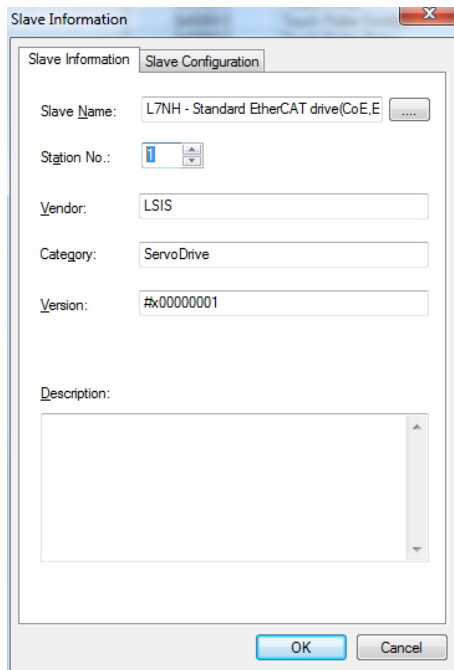 Slave Information
X
Slave Information Slave Configuration
Slave Name: L7NH - Standard EtherCAT drive(CoE,E ....
Station No.: 1
Vendor: LSIS
Category: ServoDrive
Version: #x00000001
Description:
OK Cancel